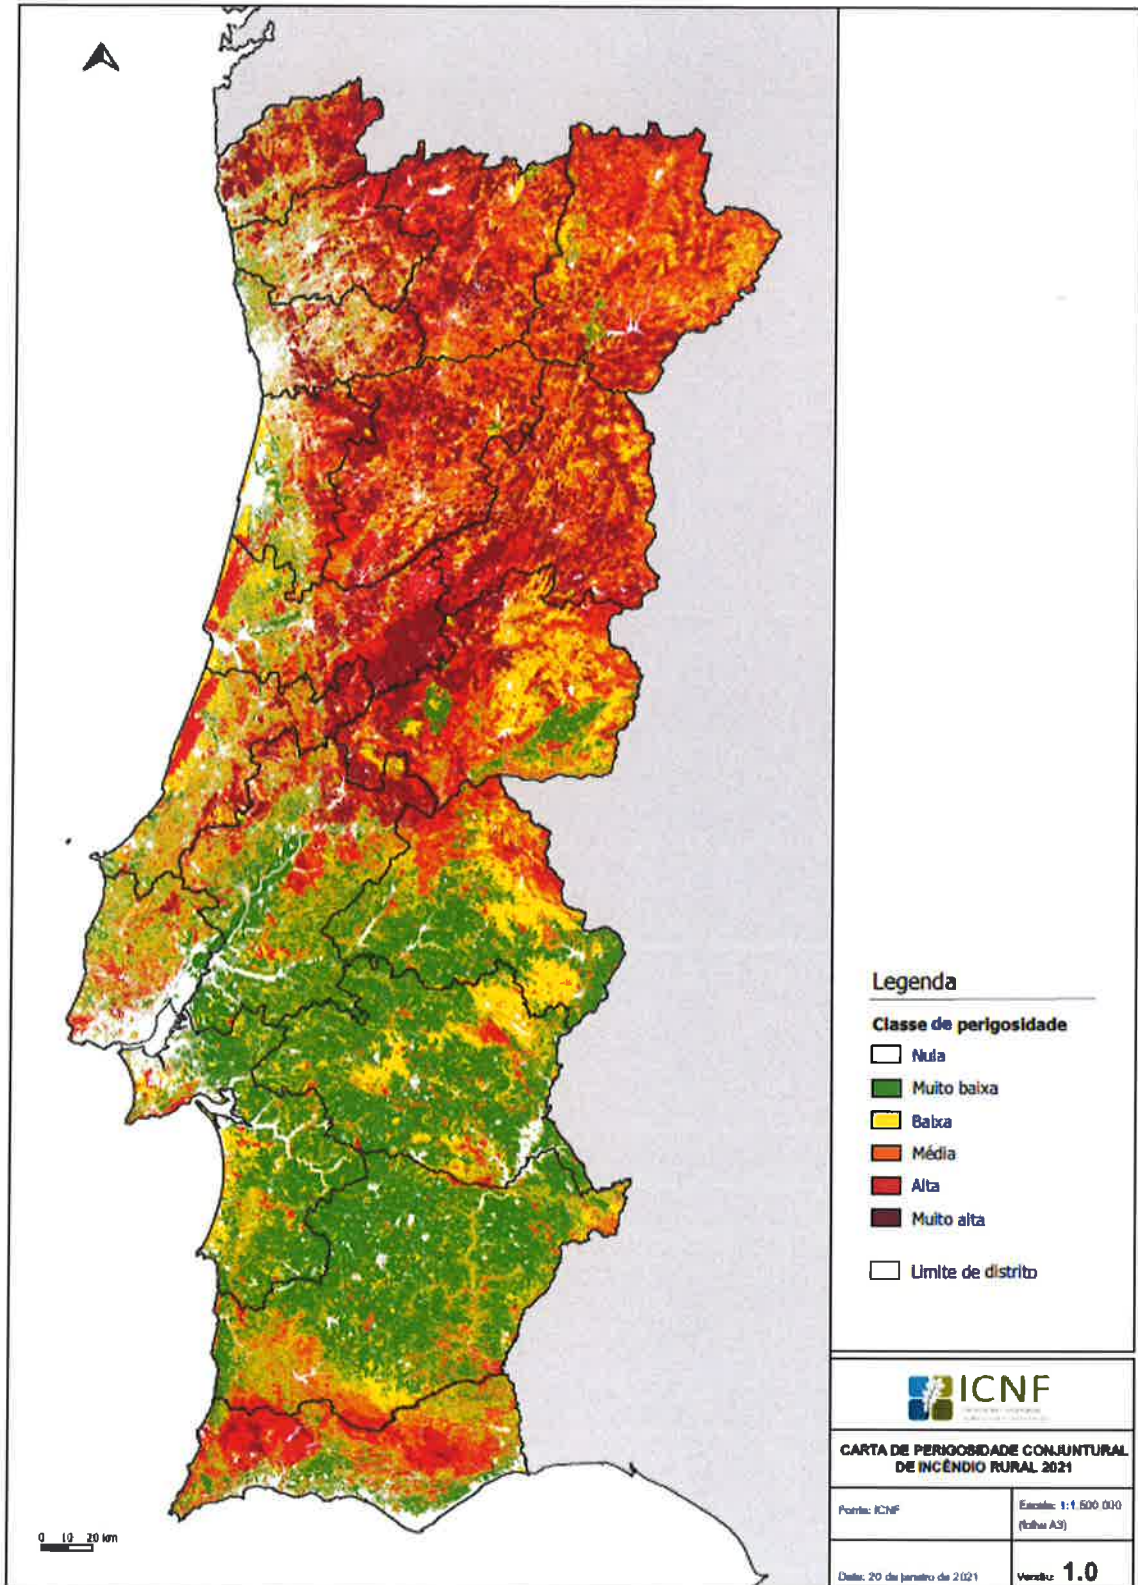 0 10 20 km
Legenda
Classe de perigosidade
Nula
Muito baixa
Baixa
Média
Alta
Muito alta
Limite de distrito
ICNF
CARTA DE PERIGOSIDADE CONJUNTURAL
DE INCÊNDIO RURAL 2021
Fonte: ICNF
Escala: 1:1 500 000
(folha A3)
Data: 20 de janeiro de 2021
Versão: 1.0